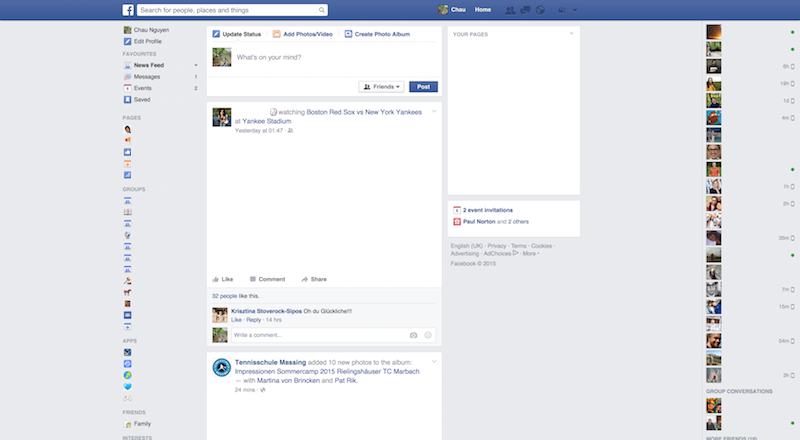 f
Search for people, places and things
Chau
Home
Chau Nguyen
Edit Profile
FAVOURITES
News Feed
Messages 1
Events 2
Saved
PAGES
GROUPS
APPS
FRIENDS
Family
INTERESTS
Update Status
Add Photos/Video
Create Photo Album
What's on your mind?
Friends
Post
watching Boston Red Sox vs New York Yankees
at Yankee Stadium
Yesterday at 01:47 ·
Like
Comment
Share
32 people like this.
Krisztina Stoverock-Sipos Oh du Glückliche!!!
Like · Reply · 14 hrs
Write a comment...
Tennisschule Massing added 10 new photos to the album:
Impressionen Sommercamp 2015 Rielingshäuser TC Marbach
— with Martina von Brincken and Pat Rik.
24 mins ·
YOUR PAGES
2 event invitations
Paul Norton and 2 others
English (UK) · Privacy · Terms · Cookies ·
Advertising · AdChoices · More
Facebook © 2015
6h
19h
1d
4m
1h
2h
35m
7m
15m
2h
GROUP CONVERSATIONS